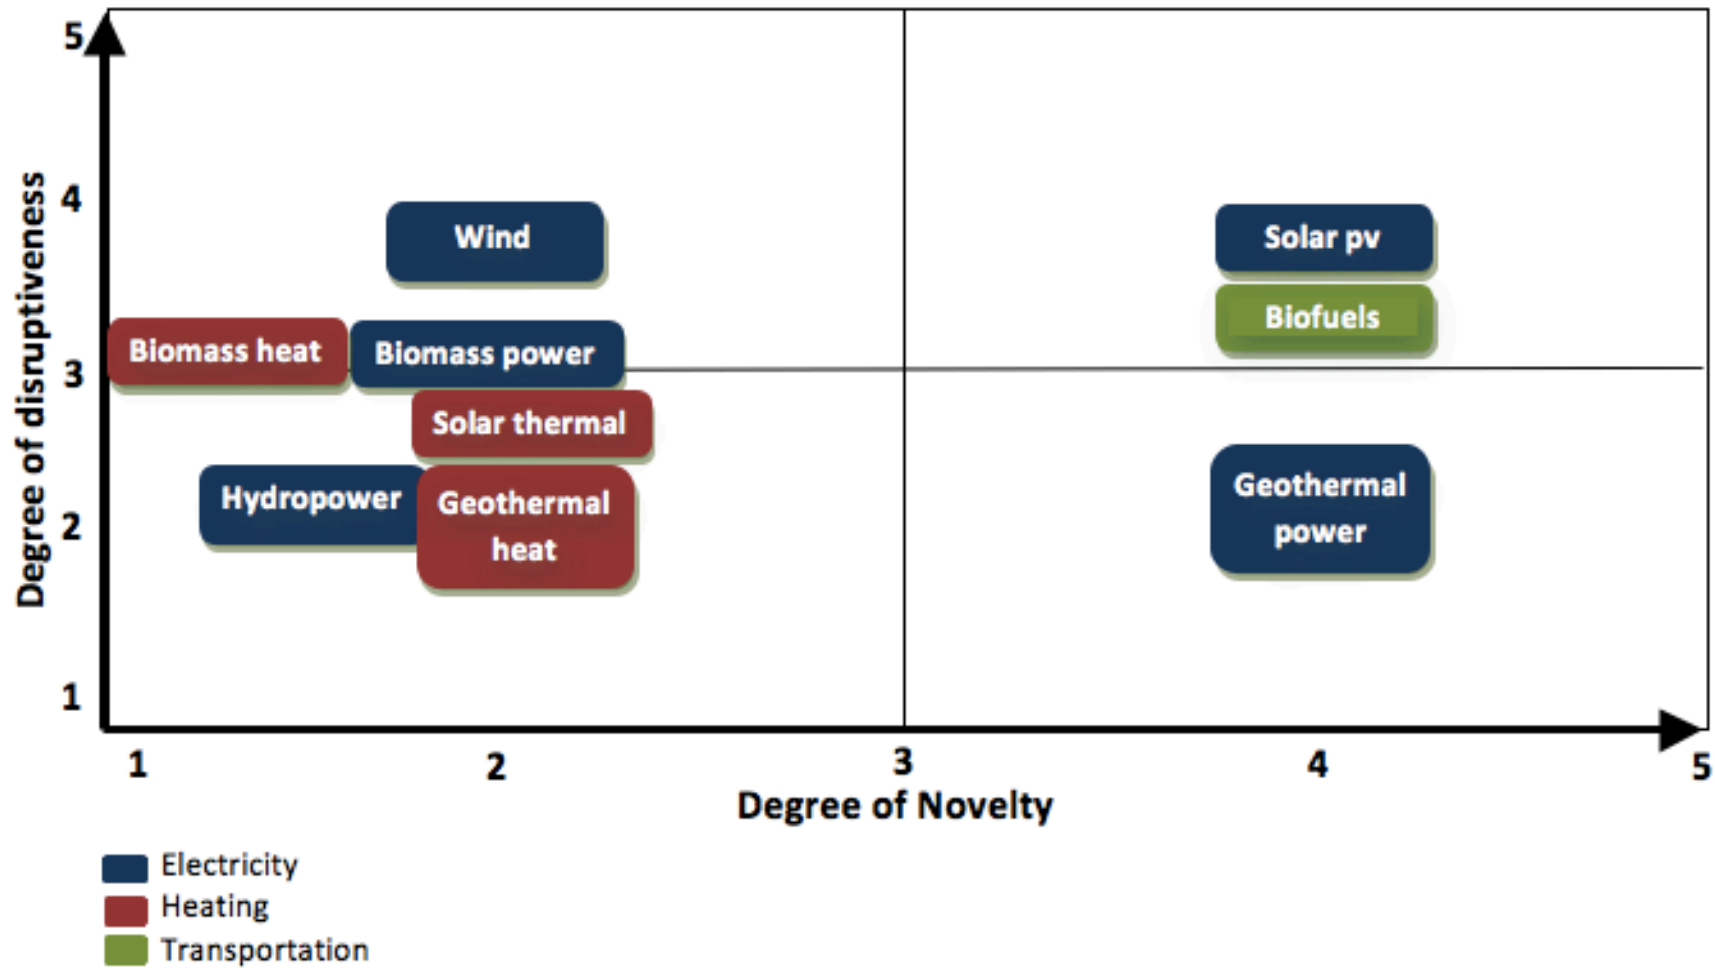 5
4
3
2
1
Degree of disruptiveness
Wind
Solar pv
Biofuels
Biomass heat
Biomass power
Solar thermal
Hydropower
Geothermal
heat
Geothermal
power
1
2
3
4
5
Degree of Novelty
Electricity
Heating
Transportation